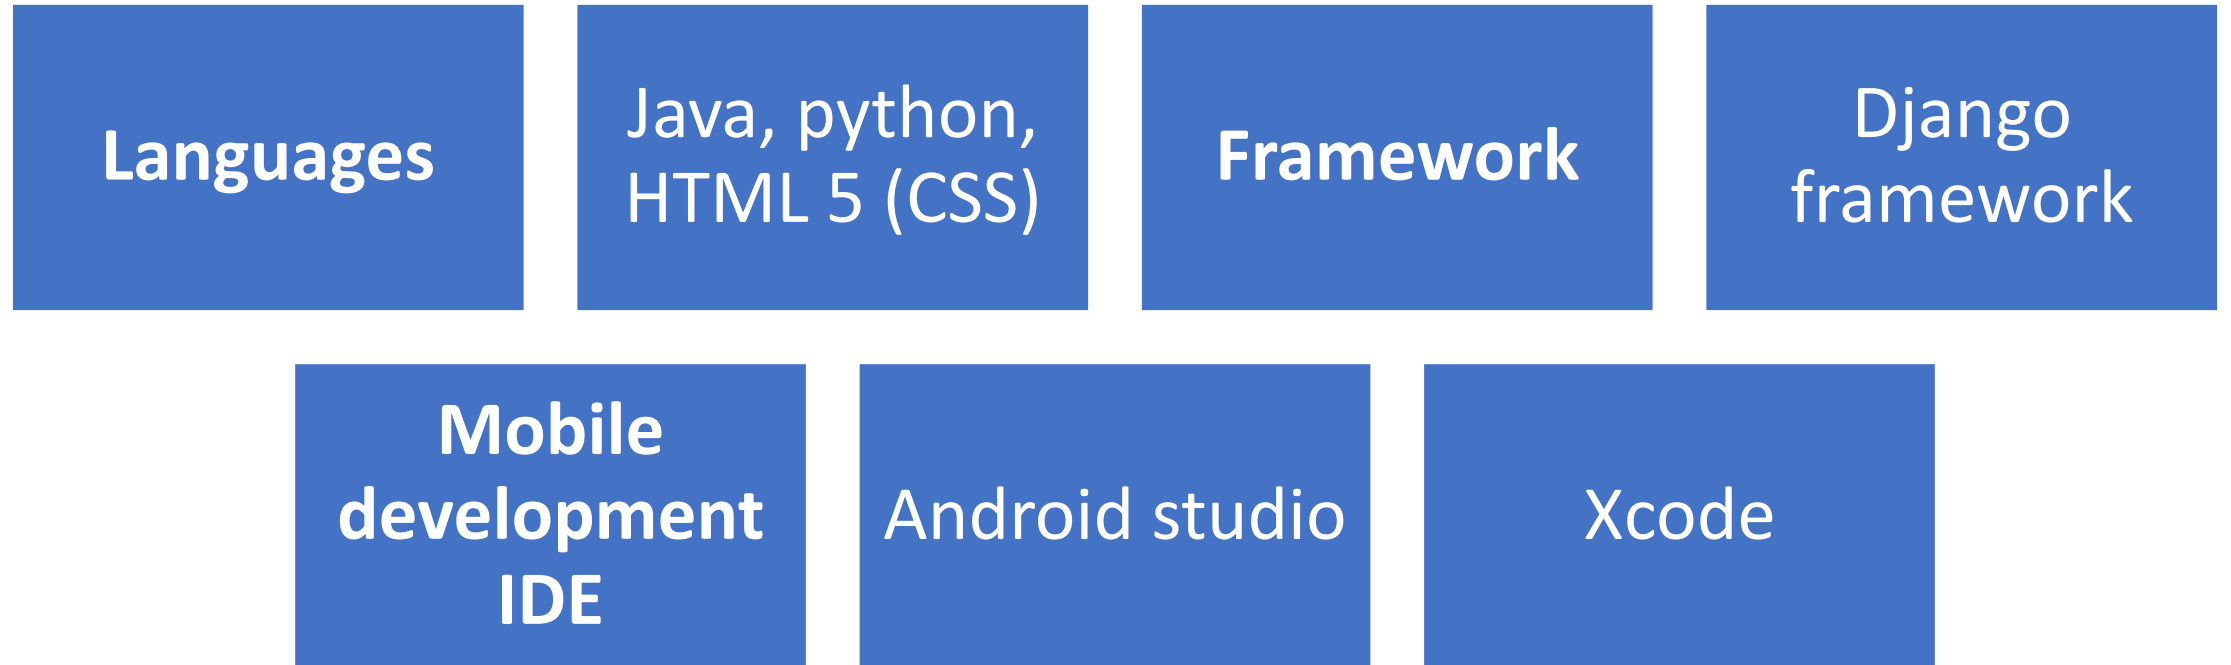 Languages
Java, python,
HTML 5 (CSS)
Framework
Django
framework
Mobile
development
IDE
Android studio
Xcode